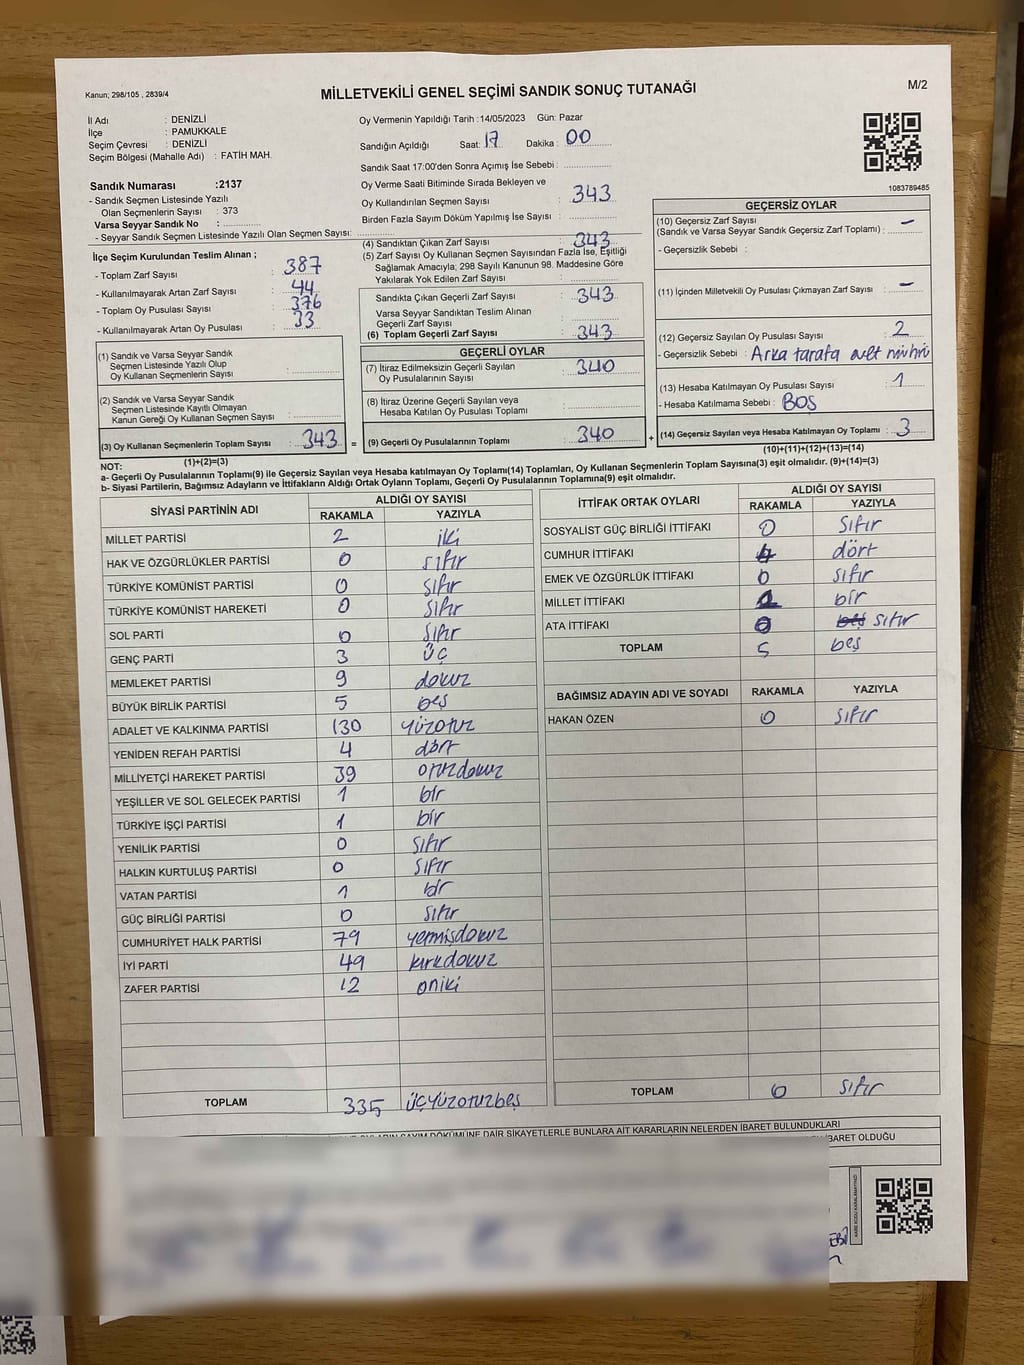 Kanun; 298/105 , 2839/4
MİLLETVEKİLİ GENEL SEÇİMİ SANDIK SONUÇ TUTANAĞI
M/2
İl Adı : DENİZLİ
İlçe : PAMUKKALE
Seçim Çevresi : DENİZLİ
Seçim Bölgesi (Mahalle Adı) : FATİH MAH.
Sandık Numarası :2137
- Sandık Seçmen Listesinde Yazılı
Olan Seçmenlerin Sayısı : 373
Varsa Seyyar Sandık No :
- Seyyar Sandık Seçmen Listesinde Yazılı Olan Seçmen Sayısı:
Oy Vermenin Yapıldığı Tarih :14/05/2023 Gün: Pazar
Sandığın Açıldığı Saat: 17 Dakika : 00
Sandık Saat 17:00'den Sonra Açımış İse Sebebi :
Oy Verme Saati Bitiminde Sırada Bekleyen ve
Oy Kullandırılan Seçmen Sayısı : 343
Birden Fazla Sayım Döküm Yapılmış İse Sayısı :
1083789485
İlçe Seçim Kurulundan Teslim Alınan ;
- Toplam Zarf Sayısı : 387
- Kullanılmayarak Artan Zarf Sayısı : 44
- Toplam Oy Pusulası Sayısı : 376
- Kullanılmayarak Artan Oy Pusulası : 33
(4) Sandıktan Çıkan Zarf Sayısı : 343
(5) Zarf Sayısı Oy Kullanan Seçmen Sayısından Fazla İse, Eşitliği
Sağlamak Amacıyla; 298 Sayılı Kanunun 98. Maddesine Göre
Yakılarak Yok Edilen Zarf Sayısı :
Sandıkta Çıkan Geçerli Zarf Sayısı : 343
Varsa Seyyar Sandıktan Teslim Alınan
Geçerli Zarf Sayısı :
(6) Toplam Geçerli Zarf Sayısı : 343
GEÇERSİZ OYLAR
(10) Geçersiz Zarf Sayısı –
(Sandık ve Varsa Seyyar Sandık Geçersiz Zarf Toplamı) :
- Geçersizlik Sebebi :
(11) İçinden Milletvekili Oy Pusulası Çıkmayan Zarf Sayısı : –
(12) Geçersiz Sayılan Oy Pusulası Sayısı : 2
- Geçersizlik Sebebi : Arka tarafa evet mührü
(13) Hesaba Katılmayan Oy Pusulası Sayısı : 1
- Hesaba Katılmama Sebebi : BOŞ
(14) Geçersiz Sayılan veya Hesaba Katılmayan Oy Toplamı : 3
(10)+(11)+(12)+(13)=(14)
(1) Sandık ve Varsa Seyyar Sandık
Seçmen Listesinde Yazılı Olup
Oy Kullanan Seçmenlerin Sayısı :
(2) Sandık ve Varsa Seyyar Sandık
Seçmen Listesinde Kayıtlı Olmayan
Kanun Gereği Oy Kullanan Seçmen Sayısı :
(3) Oy Kullanan Seçmenlerin Toplam Sayısı : 343 =
(1)+(2)=(3)
GEÇERLİ OYLAR
(7) İtiraz Edilmeksizin Geçerli Sayılan
Oy Pusulalarının Sayısı : 340
(8) İtiraz Üzerine Geçerli Sayılan veya
Hesaba Katılan Oy Pusulası Toplamı :
(9) Geçerli Oy Pusulalarının Toplamı : 340 +
NOT:
a- Geçerli Oy Pusulalarının Toplamı(9) ile Geçersiz Sayılan veya Hesaba katılmayan Oy Toplamı(14) Toplamları, Oy Kullanan Seçmenlerin Toplam Sayısına(3) eşit olmalıdır. (9)+(14)=(3)
b- Siyasi Partilerin, Bağımsız Adayların ve İttifakların Aldığı Ortak Oyların Toplamı, Geçerli Oy Pusulalarının Toplamına(9) eşit olmalıdır.
SİYASİ PARTİNİN ADI ALDIĞI OY SAYISI
RAKAMLA YAZIYLA
MİLLET PARTİSİ 2 iki
HAK VE ÖZGÜRLÜKLER PARTİSİ 0 sıfır
TÜRKİYE KOMÜNİST PARTİSİ 0 sıfır
TÜRKİYE KOMÜNİST HAREKETİ 0 sıfır
SOL PARTİ 0 sıfır
GENÇ PARTİ 3 üç
MEMLEKET PARTİSİ 9 dokuz
BÜYÜK BİRLİK PARTİSİ 5 beş
ADALET VE KALKINMA PARTİSİ 130 yüzotuz
YENİDEN REFAH PARTİSİ 4 dört
MİLLİYETÇİ HAREKET PARTİSİ 39 otuzdokuz
YEŞİLLER VE SOL GELECEK PARTİSİ 1 bir
TÜRKİYE İŞÇİ PARTİSİ 1 bir
YENİLİK PARTİSİ 0 sıfır
HALKIN KURTULUŞ PARTİSİ 0 sıfır
VATAN PARTİSİ 1 bir
GÜÇ BİRLİĞİ PARTİSİ 0 sıfır
CUMHURİYET HALK PARTİSİ 79 yetmişdokuz
İYİ PARTİ 49 kırkdokuz
ZAFER PARTİSİ 12 oniki
TOPLAM 335 üçyüzotuzbeş
İTTİFAK ORTAK OYLARI ALDIĞI OY SAYISI
RAKAMLA YAZIYLA
SOSYALİST GÜÇ BİRLİĞİ İTTİFAKI 0 sıfır
CUMHUR İTTİFAKI 4 dört
EMEK VE ÖZGÜRLÜK İTTİFAKI 0 sıfır
MİLLET İTTİFAKI 1 bir
ATA İTTİFAKI 0 beş sıfır
TOPLAM 5 beş
BAĞIMSIZ ADAYIN ADI VE SOYADI RAKAMLA YAZIYLA
HAKAN ÖZEN 0 sıfır
TOPLAM 0 sıfır
DÖKÜMÜNE DAİR ŞİKAYETLERLE BUNLARA AİT KARARLARIN NELERDEN İBARET BULUNDUKLARI
İBARET OLDUĞU